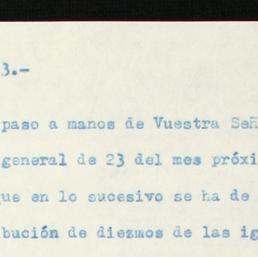 3.-
paso a manos de Vuestra Señ
general de 23 del mes próxi
ue en lo sucesivo se ha de
bución de diezmos de las ig